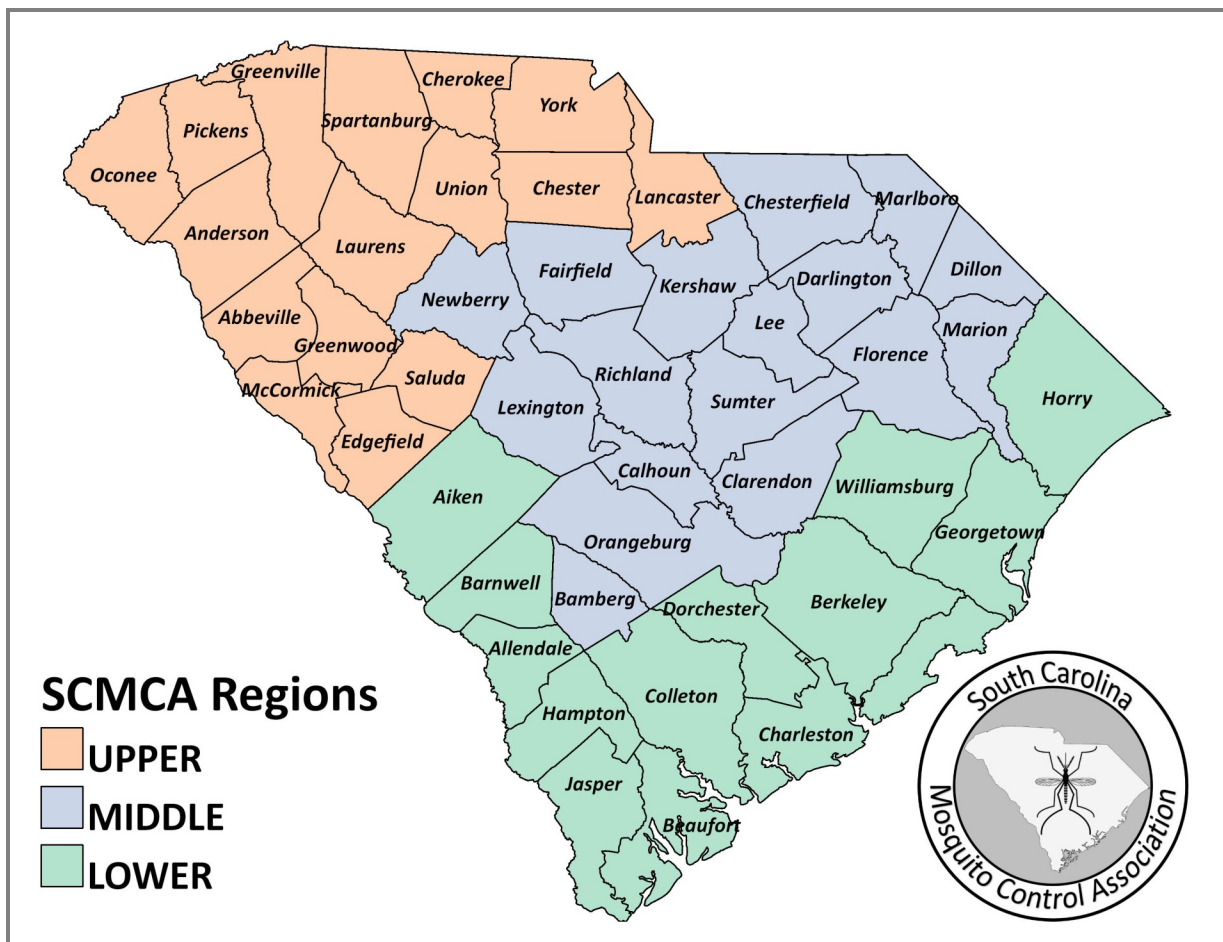 Greenville
Cherokee
York
Pickens
Spartanburg
Oconee
Union
Chester
Lancaster
Chesterfield
Marlboro
Anderson
Laurens
Fairfield
Kershaw
Darlington
Dillon
Newberry
Abbeville
Greenwood
Lee
Marion
Florence
McCormick
Saluda
Richland
Horry
Lexington
Sumter
Edgefield
Aiken
Calhoun
Clarendon
Williamsburg
Georgetown
Orangeburg
Barnwell
Bamberg
Dorchester
Berkeley
Allendale
Colleton
Hampton
Charleston
Jasper
Beaufort
SCMCA Regions
UPPER
MIDDLE
LOWER
South Carolina
Mosquito Control Association